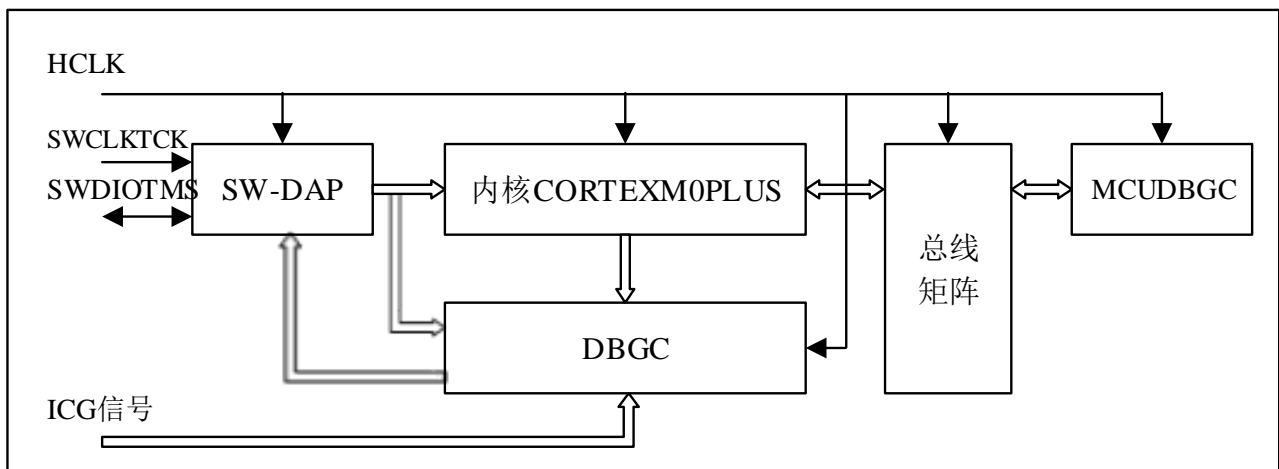 HCLK
SWCLKTCK
SWDIOTMS
SW-DAP
内核CORTEXM0PLUS
总线
矩阵
MCUDBGC
DBGC
ICG信号